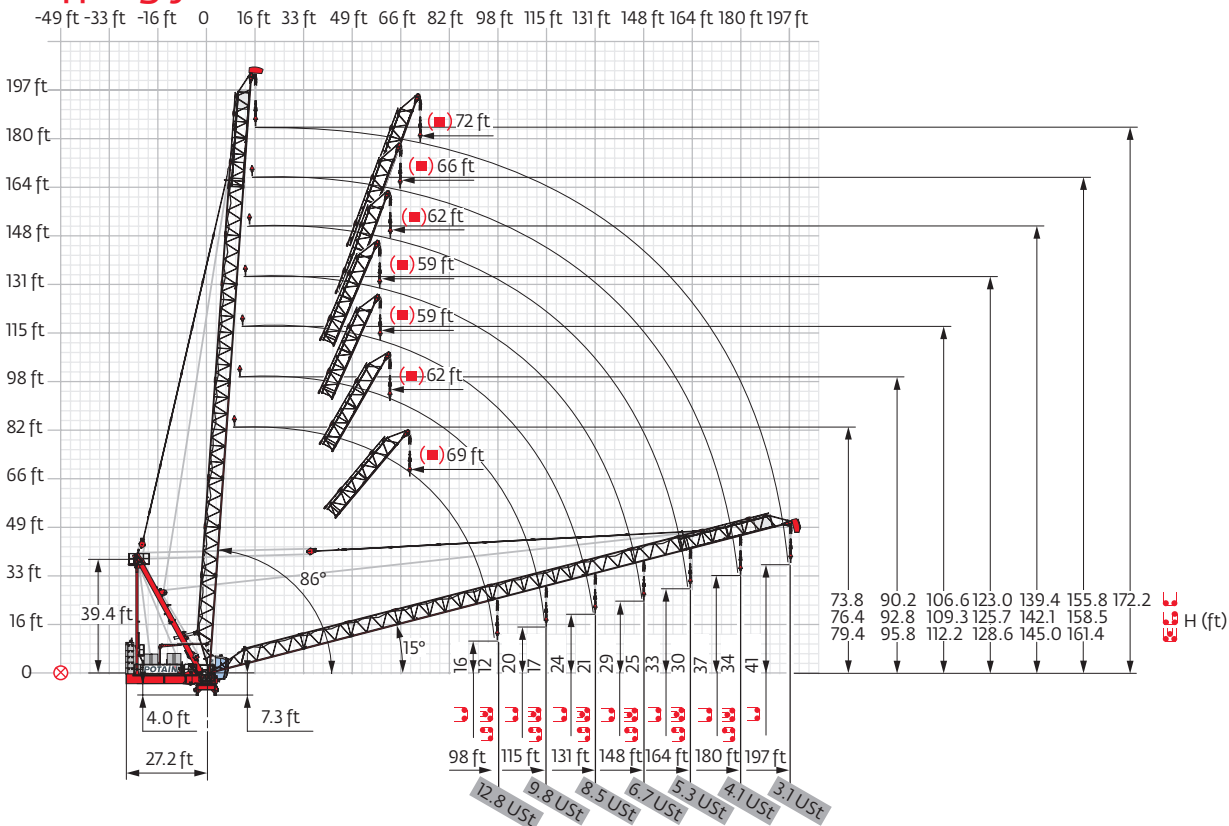 -49 ft -33 ft -16 ft 0 16 ft 33 ft 49 ft 66 ft 82 ft 98 ft 115 ft 131 ft 148 ft 164 ft 180 ft 197 ft
197 ft
180 ft
164 ft
148 ft
131 ft
115 ft
98 ft
82 ft
66 ft
49 ft
33 ft
16 ft
0
72 ft
66 ft
62 ft
59 ft
59 ft
62 ft
69 ft
86°
15°
39.4 ft
POTAIN
4.0 ft
7.3 ft
27.2 ft
73.8 90.2 106.6 123.0 139.4 155.8 172.2
76.4 92.8 109.3 125.7 142.1 158.5
79.4 95.8 112.2 128.6 145.0 161.4
H (ft)
16 12 20 17 24 21 29 25 33 30 37 34 41
98 ft 115 ft 131 ft 148 ft 164 ft 180 ft 197 ft
12.8 USt 9.8 USt 8.5 USt 6.7 USt 5.3 USt 4.1 USt 3.1 USt